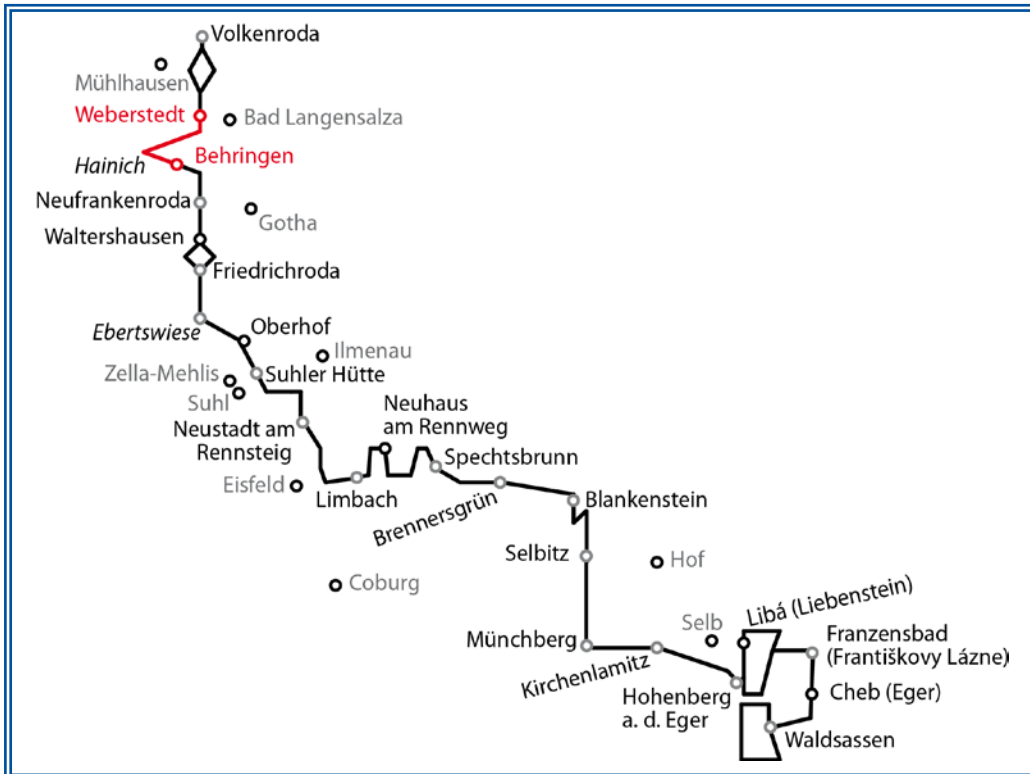 Volkenroda
Mühlhausen
Weberstedt
Bad Langensalza
Hainich
Behringen
Neufrankenroda
Gotha
Waltershausen
Friedrichroda
Ebertswiese
Oberhof
Ilmenau
Zella-Mehlis
Suhler Hütte
Suhl
Neuhaus
am Rennweg
Neustadt am
Rennsteig
Spechtsbrunn
Eisfeld
Limbach
Brennersgrün
Blankenstein
Selbitz
Hof
Coburg
Libá (Liebenstein)
Selb
Münchberg
Kirchenlamitz
Franzensbad
(Františkovy Lázne)
Hohenberg
a. d. Eger
Cheb (Eger)
Waldsassen